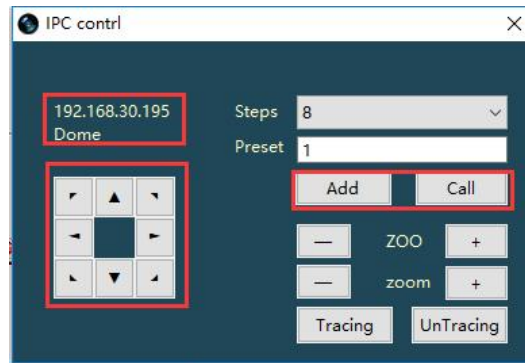 IPC contrl
192.168.30.195
Dome
Steps 8
Preset 1
Add Call
— ZOO +
— zoom +
Tracing UnTracing